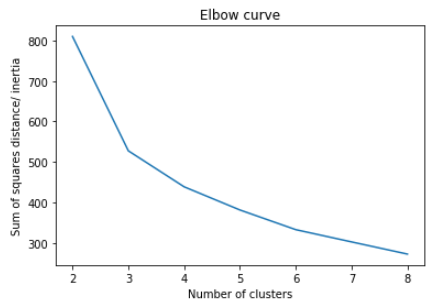 Elbow curve
800
700
600
500
400
300
Sum of squares distance/ inertia
2 3 4 5 6 7 8
Number of clusters